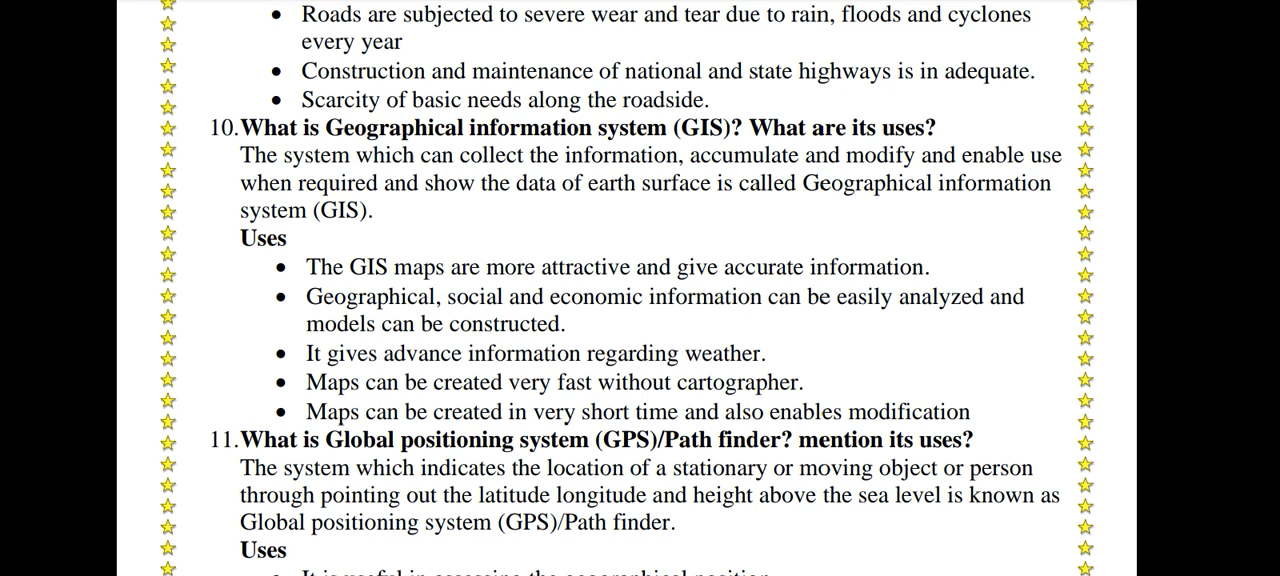 • Roads are subjected to severe wear and tear due to rain, floods and cyclones
every year
• Construction and maintenance of national and state highways is in adequate.
• Scarcity of basic needs along the roadside.
10. What is Geographical information system (GIS)? What are its uses?
The system which can collect the information, accumulate and modify and enable use
when required and show the data of earth surface is called Geographical information
system (GIS).
Uses
• The GIS maps are more attractive and give accurate information.
• Geographical, social and economic information can be easily analyzed and
models can be constructed.
• It gives advance information regarding weather.
• Maps can be created very fast without cartographer.
• Maps can be created in very short time and also enables modification
11. What is Global positioning system (GPS)/Path finder? mention its uses?
The system which indicates the location of a stationary or moving object or person
through pointing out the latitude longitude and height above the sea level is known as
Global positioning system (GPS)/Path finder.
Uses
• It is useful in assessing the geographical position